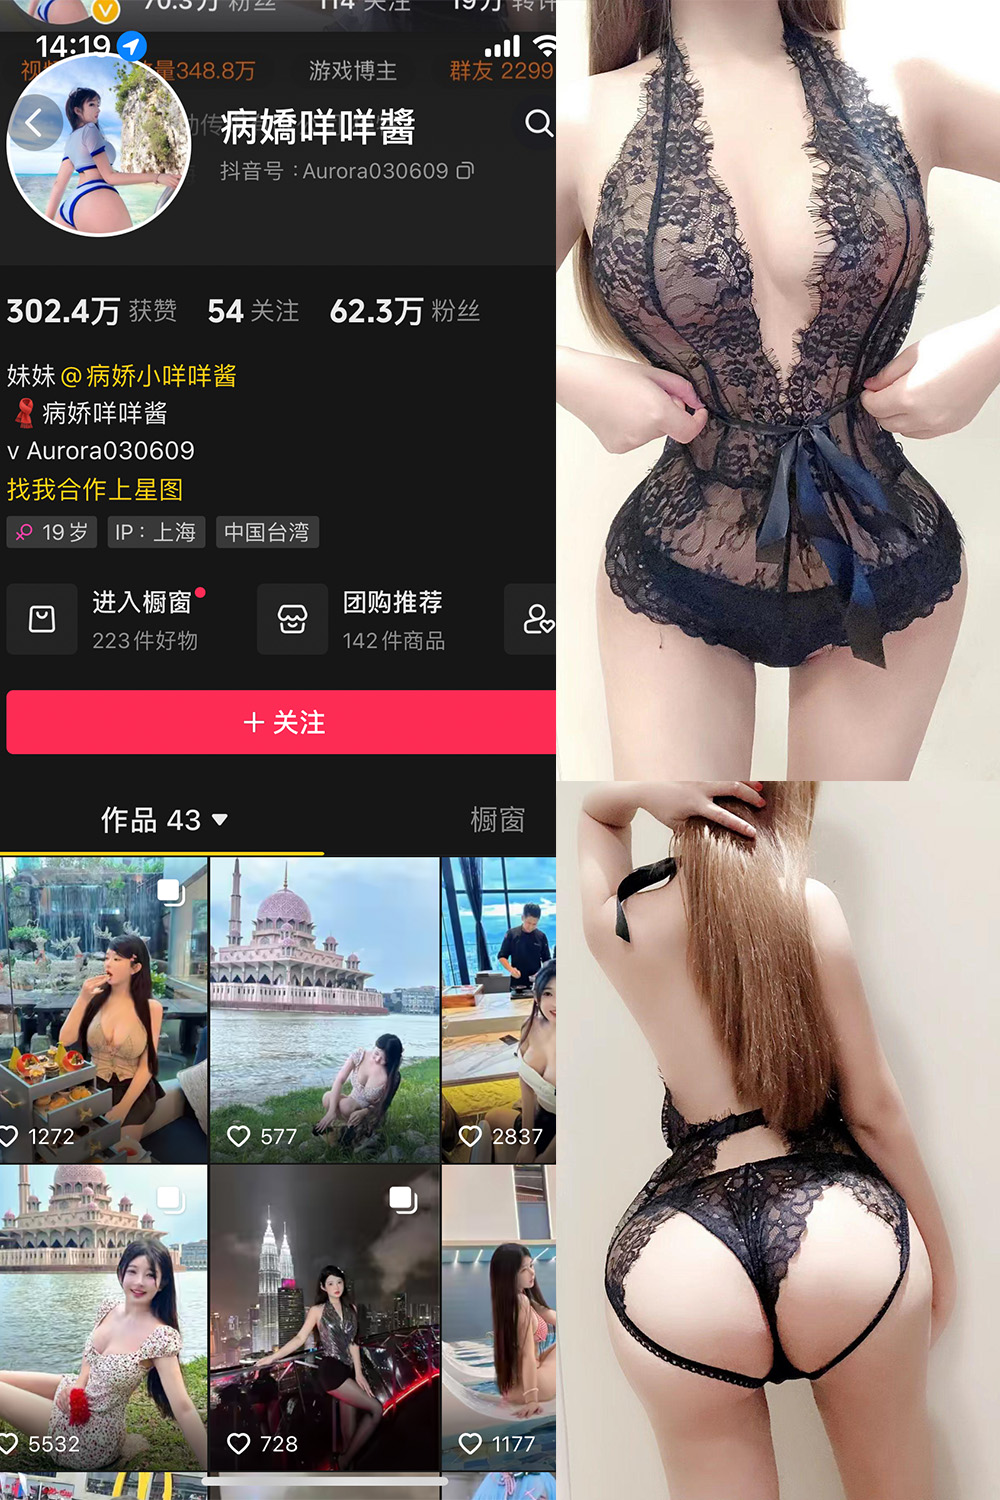 70.3万 粉丝 114 关注 19万 转评
14:19
量348.8万 游戏博主 群友 2299
病嬌咩咩醬
抖音号：Aurora030609
302.4万 获赞 54 关注 62.3万 粉丝
妹妹@病娇小咩咩酱
病娇咩咩酱
v Aurora030609
找我合作上星图
19岁 IP：上海 中国台湾
进入橱窗 团购推荐
223件好物 142件商品
+ 关注
作品 43 橱窗
1272 577 2837
5532 728 1177